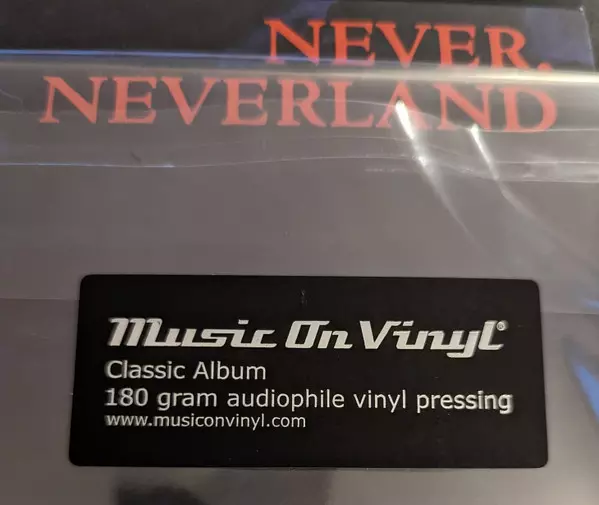 NEVER,
NEVERLAND
Music On Vinyl®
Classic Album
180 gram audiophile vinyl pressing
www.musiconvinyl.com